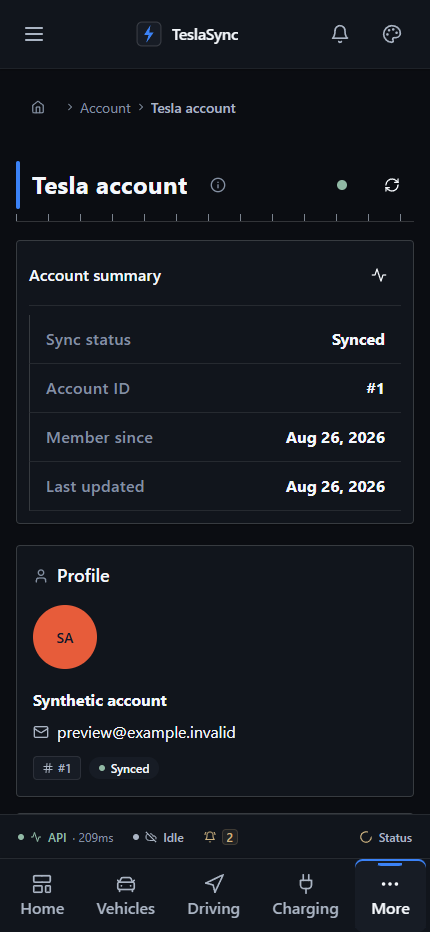 TeslaSync
Account Tesla account
Tesla account
Account summary
Sync status Synced
Account ID #1
Member since Aug 26, 2026
Last updated Aug 26, 2026
Profile
SA
Synthetic account
preview@example.invalid
#1 Synced
API · 209ms Idle 2 Status
Home Vehicles Driving Charging More